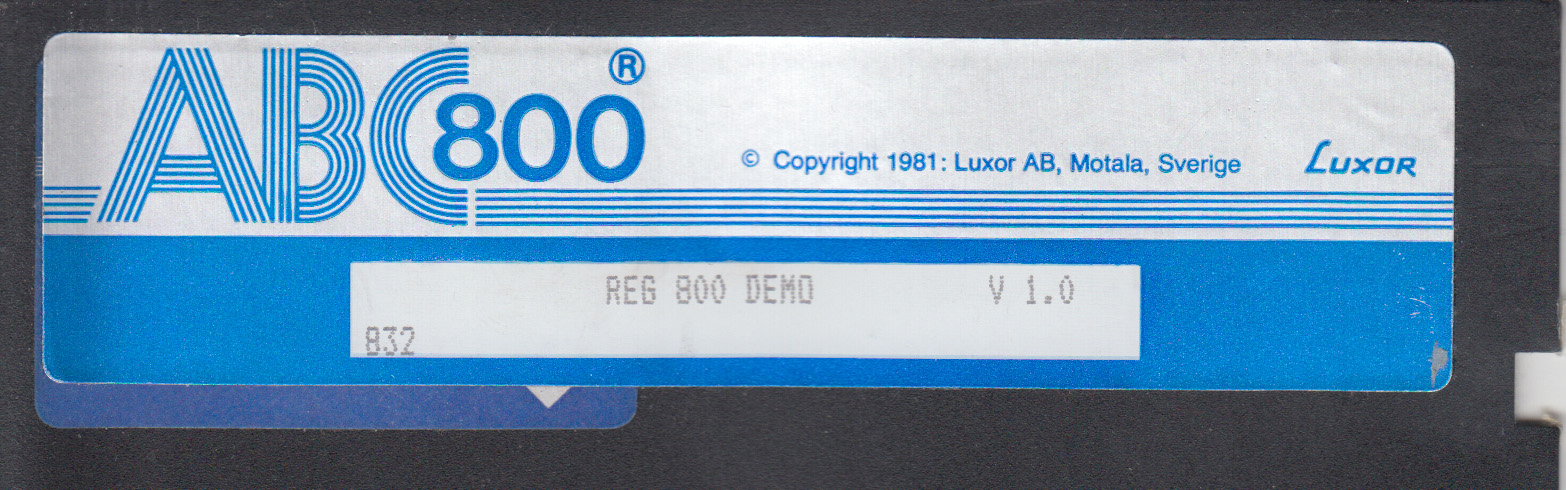 ABC800®
© Copyright 1981: Luxor AB, Motala, Sverige
LUXOR
REG 800 DEMO V 1.0
832